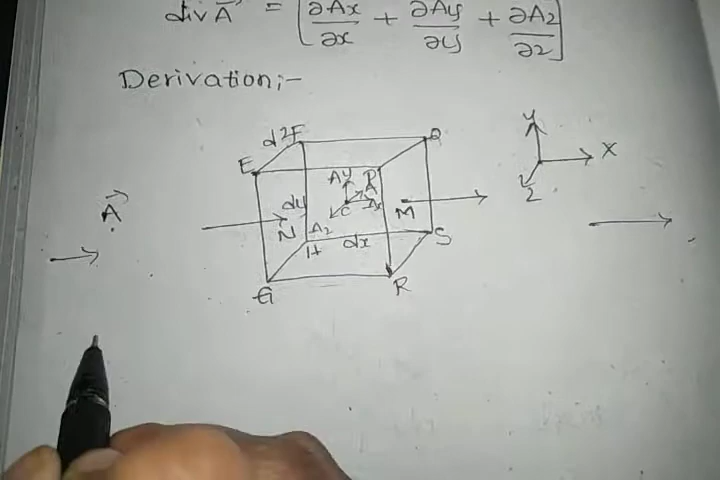 div A⃗ = [∂Ax/∂x + ∂Ay/∂y + ∂Az/∂z]
Derivation;-
dz F Q
E P
Y
X
Z
Ay A
A⃗ dy C Ax M
N Az
H dx S
G R